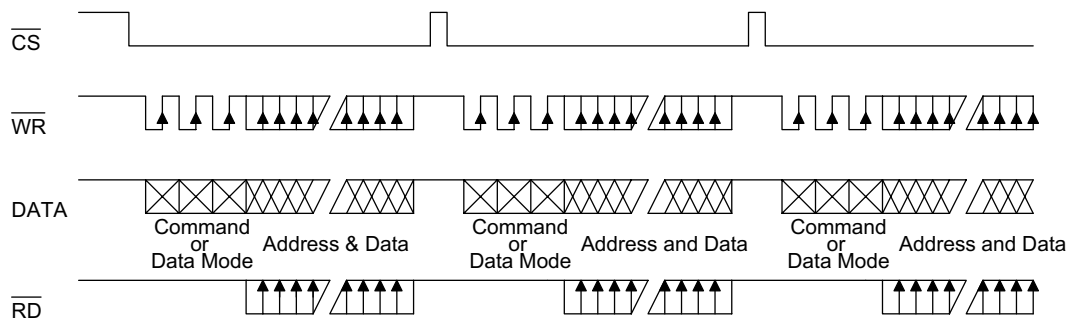 CS
WR
DATA
Command
or
Data Mode
Address & Data
Command
or
Data Mode
Address and Data
Command
or
Data Mode
Address and Data
RD